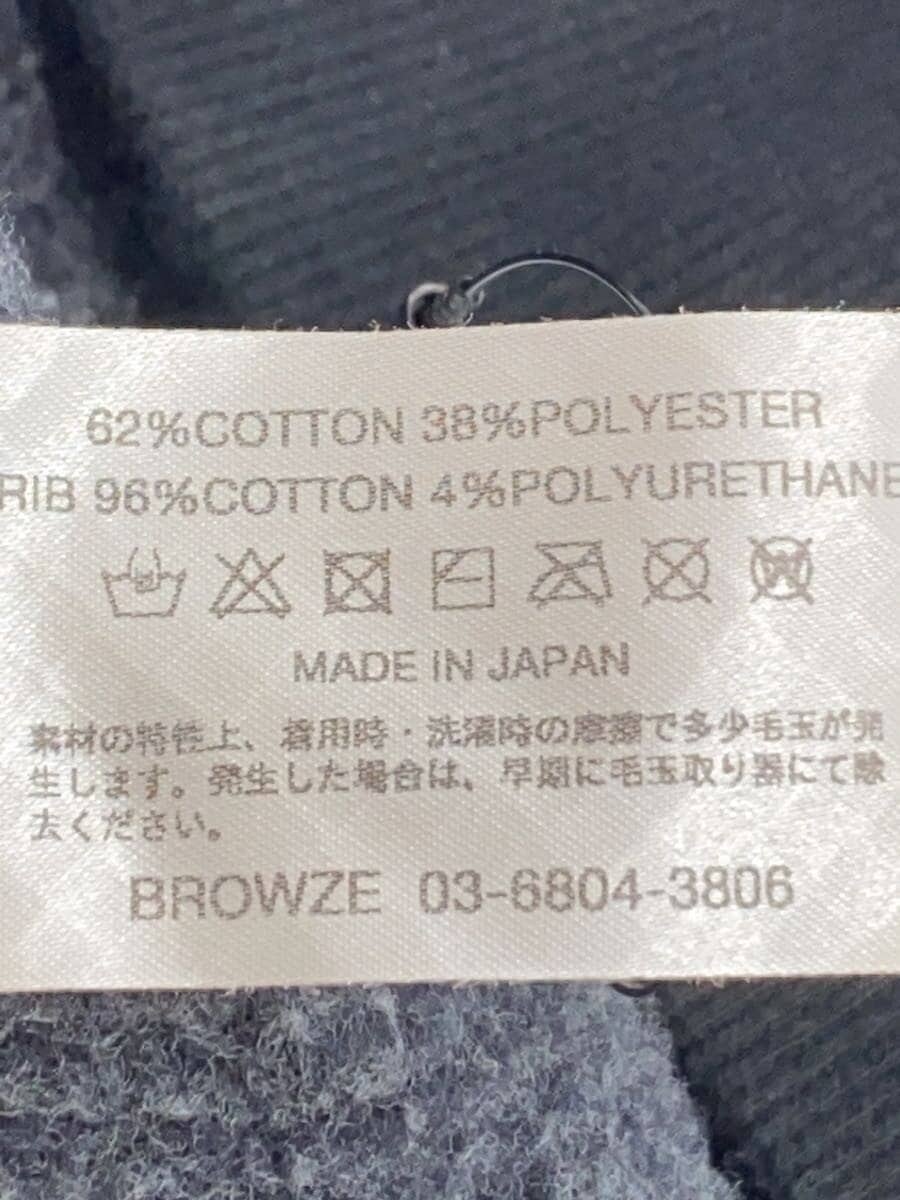 62%COTTON 38%POLYESTER
RIB 96%COTTON 4%POLYURETHANE
MADE IN JAPAN
素材の特性上、着用時・洗濯時の摩擦で多少毛玉が発
生します。発生した場合は、早期に毛玉取り器にて除
去ください。
BROWZE 03-6804-3806